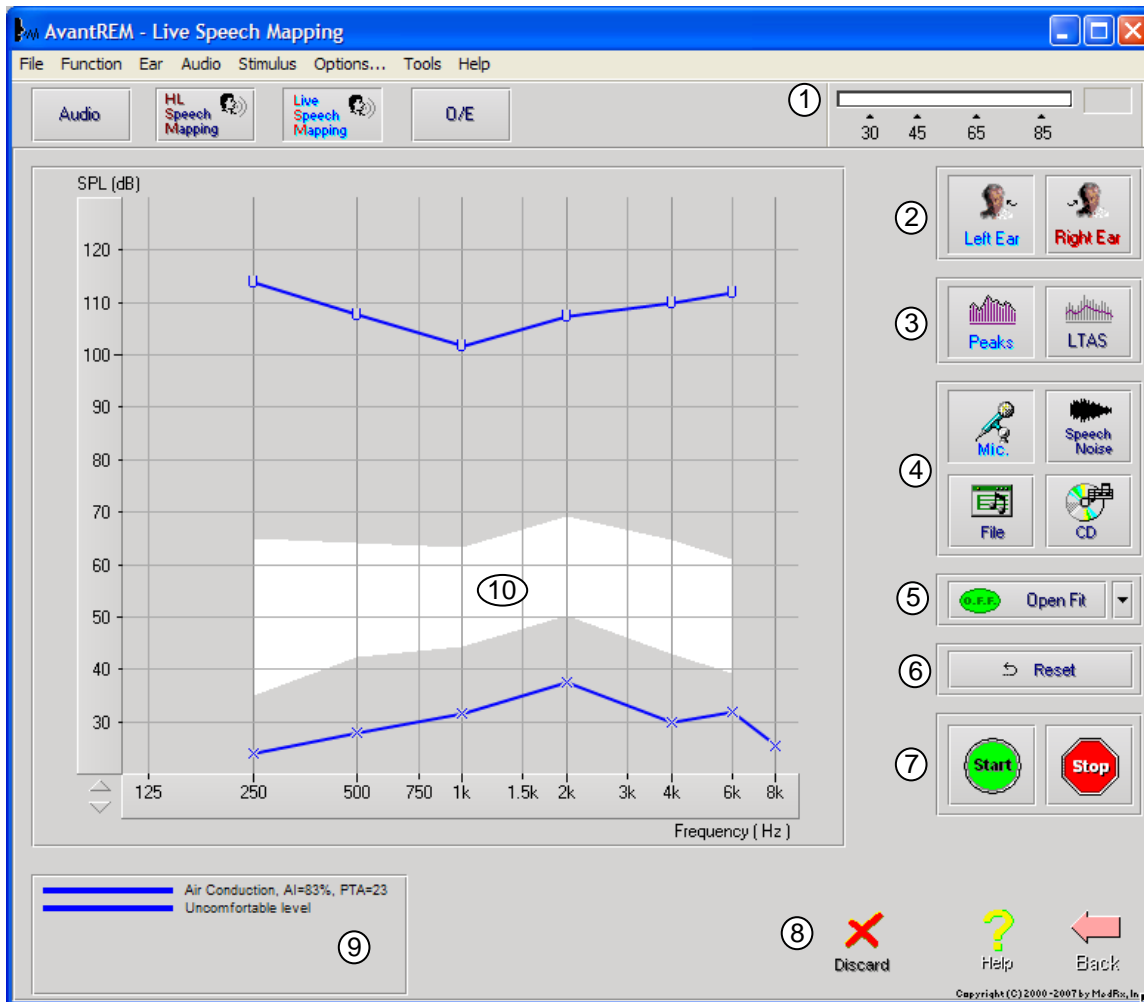 AvantREM - Live Speech Mapping
File Function Ear Audio Stimulus Options... Tools Help
Audio
HL
Speech
Mapping
Live
Speech
Mapping
O/E
1
30 45 65 85
SPL (dB)
120
110
100
90
80
70
60
50
40
30
10
125 250 500 750 1k 1.5k 2k 3k 4k 6k 8k
Frequency ( Hz )
2
Left Ear
Right Ear
3
Peaks
LTAS
4
Mic.
Speech
Noise
File
CD
5
O.F.F.
Open Fit
6
Reset
7
Start
Stop
Air Conduction, AI=83%, PTA=23
Uncomfortable level
9
8
Discard
Help
Back
Copyright (C) 2000-2007 by MedRx, In